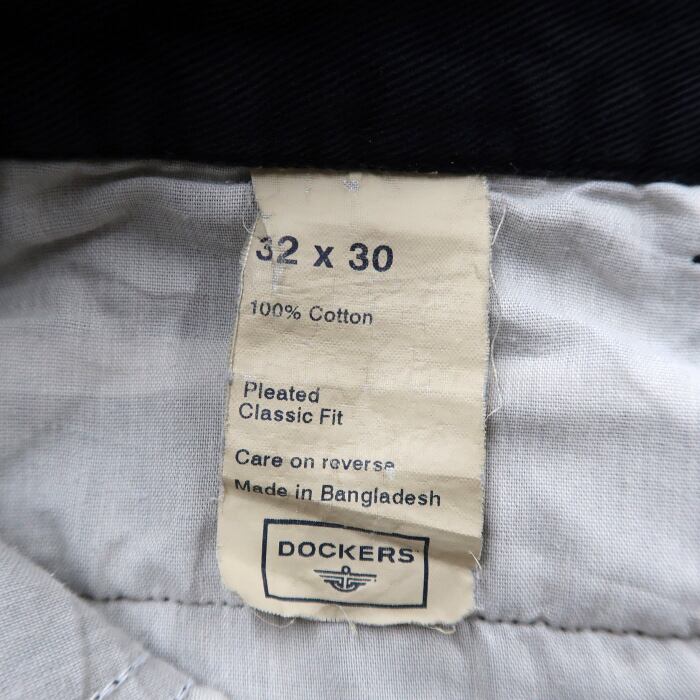 32 x 30
100% Cotton
Pleated
Classic Fit
Care on reverse
Made in Bangladesh
DOCKERS